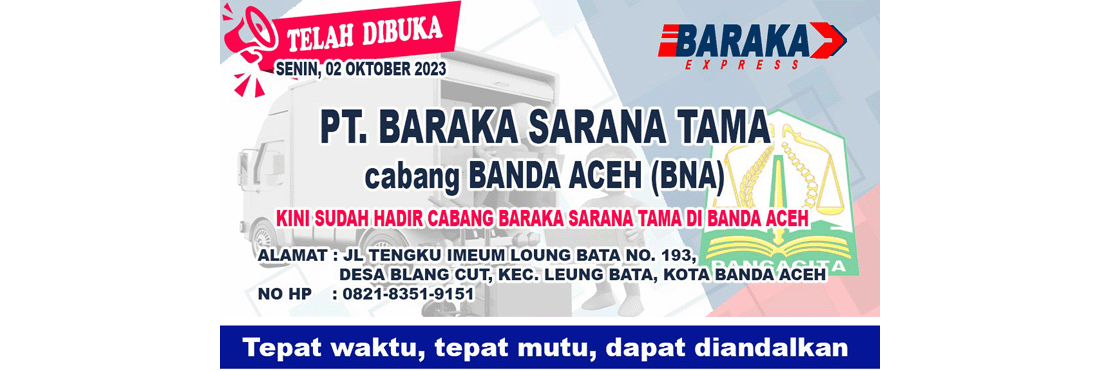 TELAH DIBUKA
SENIN, 02 OKTOBER 2023
BARAKA
EXPRESS
PT. BARAKA SARANA TAMA
cabang BANDA ACEH (BNA)
KINI SUDAH HADIR CABANG BARAKA SARANA TAMA DI BANDA ACEH
ALAMAT : JL TENGKU IMEUM LOUNG BATA NO. 193,
DESA BLANG CUT, KEC. LEUNG BATA, KOTA BANDA ACEH
NO HP : 0821-8351-9151
PANCACITA
Tepat waktu, tepat mutu, dapat diandalkan